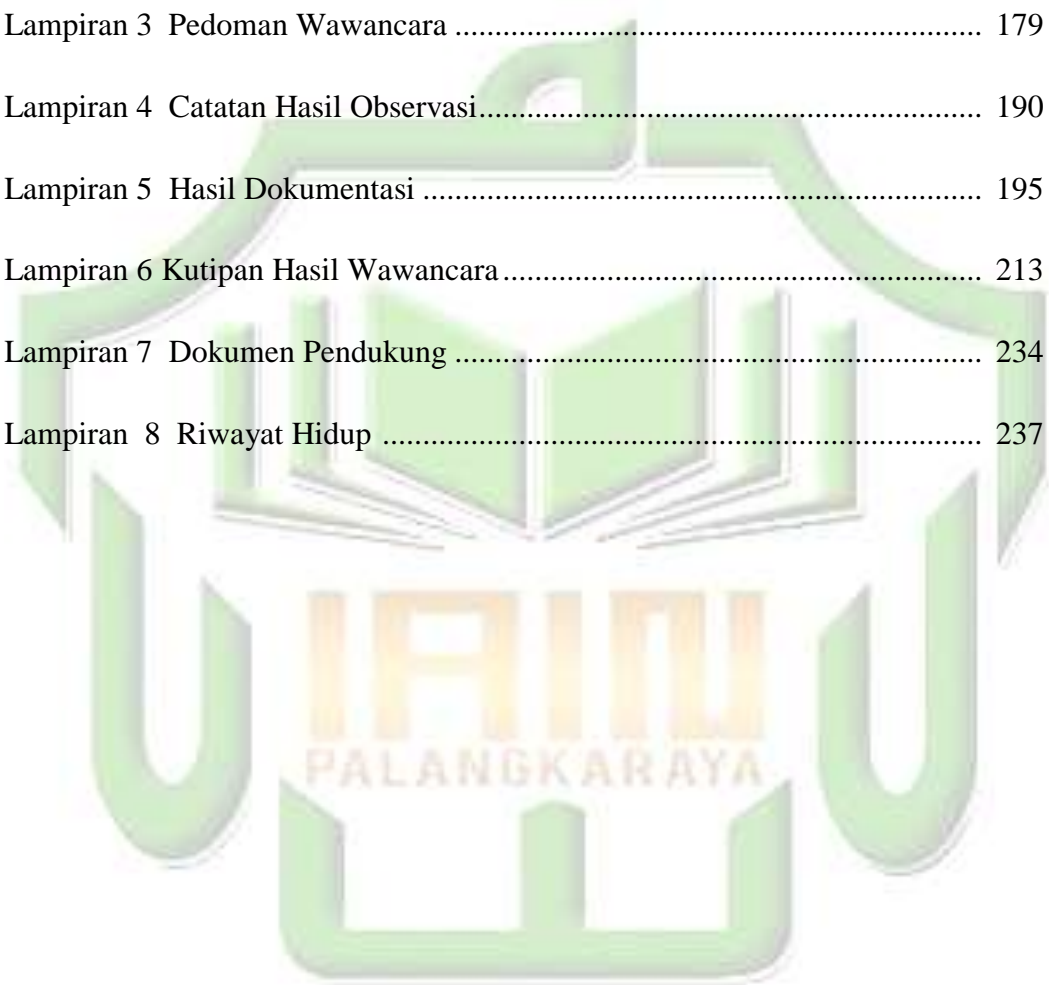 Lampiran 3  Pedoman Wawancara ................................................................... 179
Lampiran 4  Catatan Hasil Observasi................................................................ 190
Lampiran 5  Hasil Dokumentasi ....................................................................... 195
Lampiran 6 Kutipan Hasil Wawancara............................................................. 213
Lampiran 7  Dokumen Pendukung ................................................................... 234
Lampiran  8  Riwayat Hidup ............................................................................ 237
IAIN
PALANGKARAYA